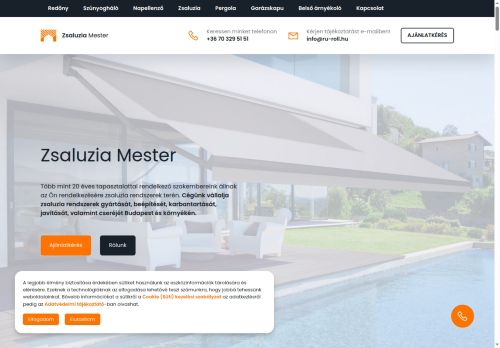 Redőny Szúnyogháló Napellenző Zsaluzia Pergola Garázskapu Belső árnyékoló Kapcsolat
Zsaluzia Mester
Keressen minket telefonon
+36 70 329 51 51
Kérjen tájékoztatást e-mailben!
info@ru-roll.hu
AJÁNLATKÉRÉS
Zsaluzia Mester
Több mint 20 éves tapasztalattal rendelkező szakembereink állnak
az Ön rendelkezésére zsaluzia rendszerek terén. Cégünk vállalja
zsaluzia rendszerek gyártását, beépítését, karbantartását,
javítását, valamint cseréjét Budapest és környékén.
Ajánlatkérés
Rólunk
A legjobb élmény biztosítása érdekében sütiket használunk az eszközinformációk tárolására és
elérésére. Ezeknek a technológiáknak az elfogadása lehetővé teszi számunkra, hogy jobbá tehessük
weboldalainkat. Bővebb információkat a sütikről a Cookie (Süti) kezelési szabályzat az adatkezlésről
pedig az Adatvédelmi tájékoztató-ban olvashat.
Elfogadom
Elutasítom